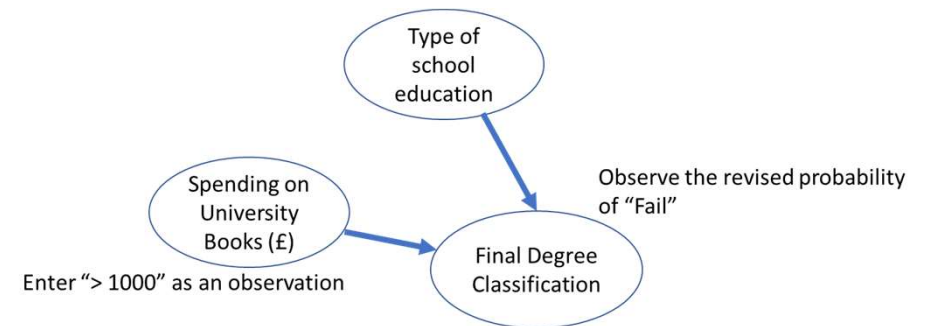 Type of
school
education
Observe the revised probability
of “Fail”
Spending on
University
Books (£)
Final Degree
Classification
Enter “> 1000” as an observation